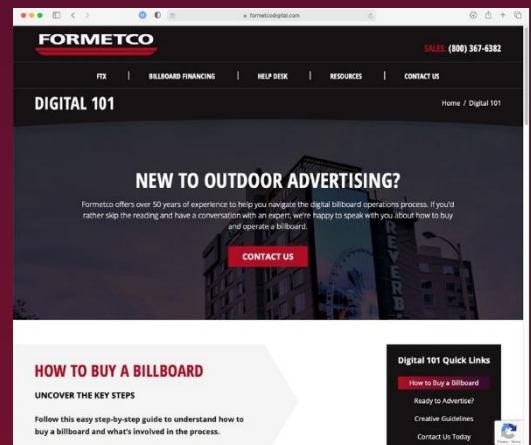 formetcodigital.com
FORMETCO
SALES: (800) 367-6382
FTX | BILLBOARD FINANCING | HELP DESK | RESOURCES | CONTACT US
DIGITAL 101
Home / Digital 101
NEW TO OUTDOOR ADVERTISING?
Formetco offers over 50 years of experience to help you navigate the digital billboard operations process. If you'd
rather skip the reading and have a conversation with an expert, we're happy to speak with you about how to buy
and operate a billboard.
CONTACT US
REVERB
HOW TO BUY A BILLBOARD
UNCOVER THE KEY STEPS
Follow this easy step-by-step guide to understand how to
buy a billboard and what's involved in the process.
Digital 101 Quick Links
How to Buy a Billboard
Ready to Advertise?
Creative Guidelines
Contact Us Today